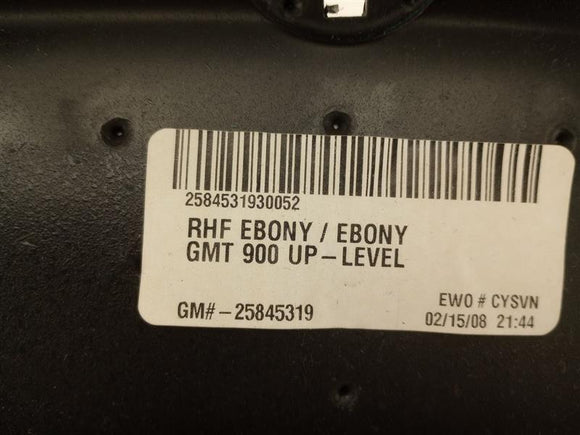 2584531930052
RHF EBONY / EBONY
GMT 900 UP-LEVEL
GM#-25845319
EWO # CYSVN
02/15/08 21:44